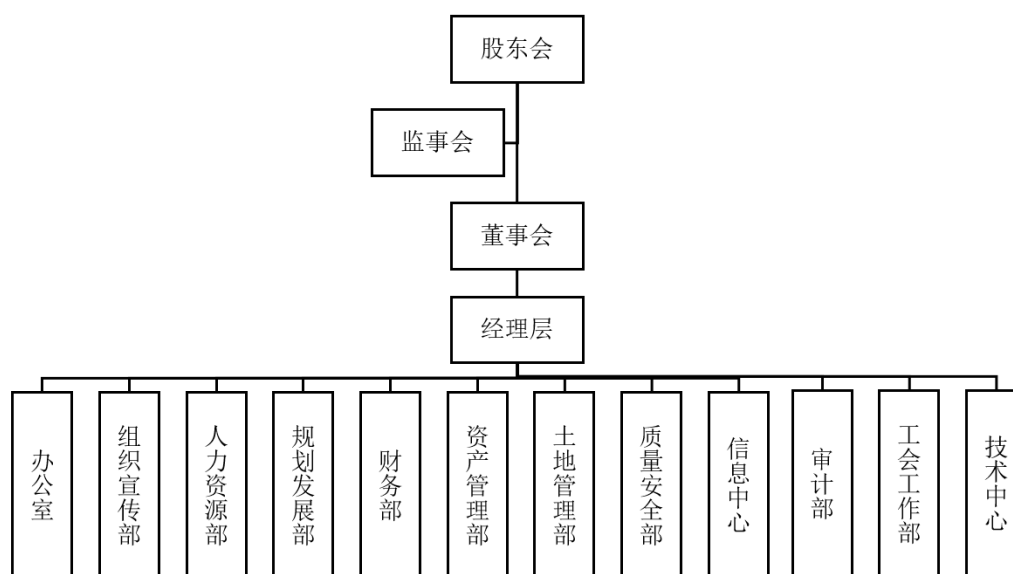 股东会
监事会
董事会
经理层
办公室
组织宣传部
人力资源部
规划发展部
财务部
资产管理部
土地管理部
质量安全部
信息中心
审计部
工会工作部
技术中心